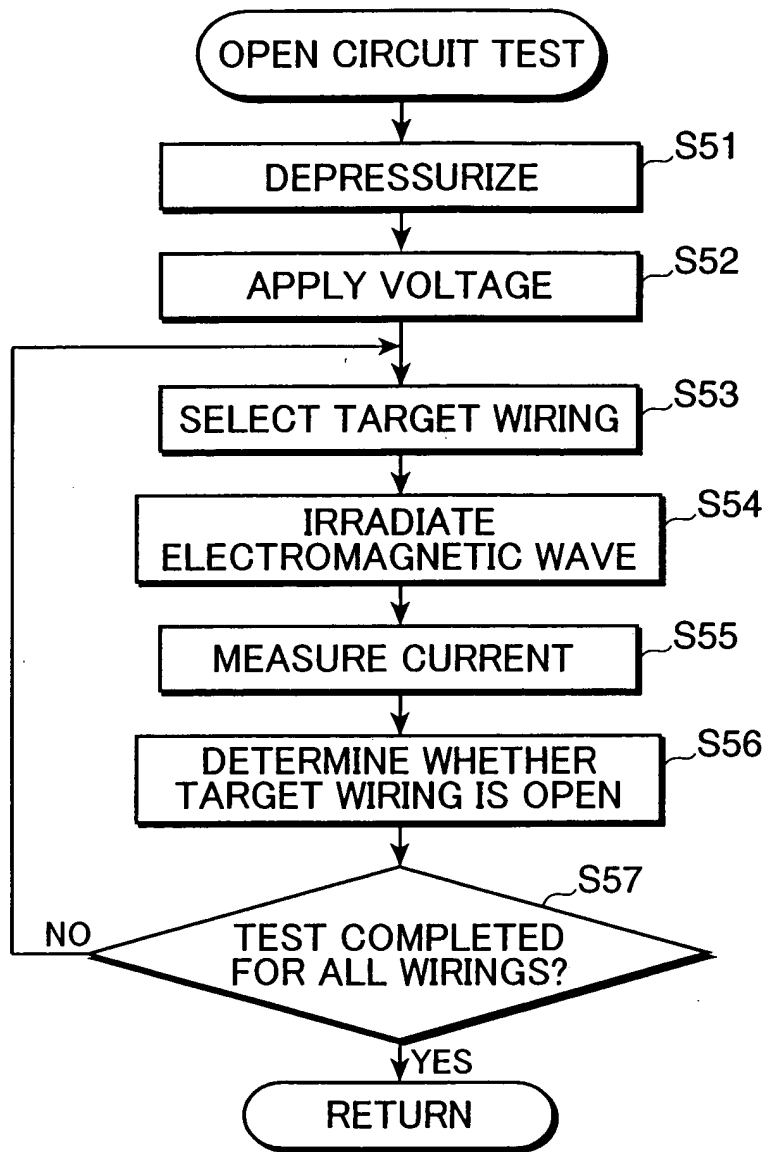 OPEN CIRCUIT TEST
S51
DEPRESSURIZE
S52
APPLY VOLTAGE
S53
SELECT TARGET WIRING
S54
IRRADIATE
ELECTROMAGNETIC WAVE
S55
MEASURE CURRENT
S56
DETERMINE WHETHER
TARGET WIRING IS OPEN
S57
NO
TEST COMPLETED
FOR ALL WIRINGS?
YES
RETURN